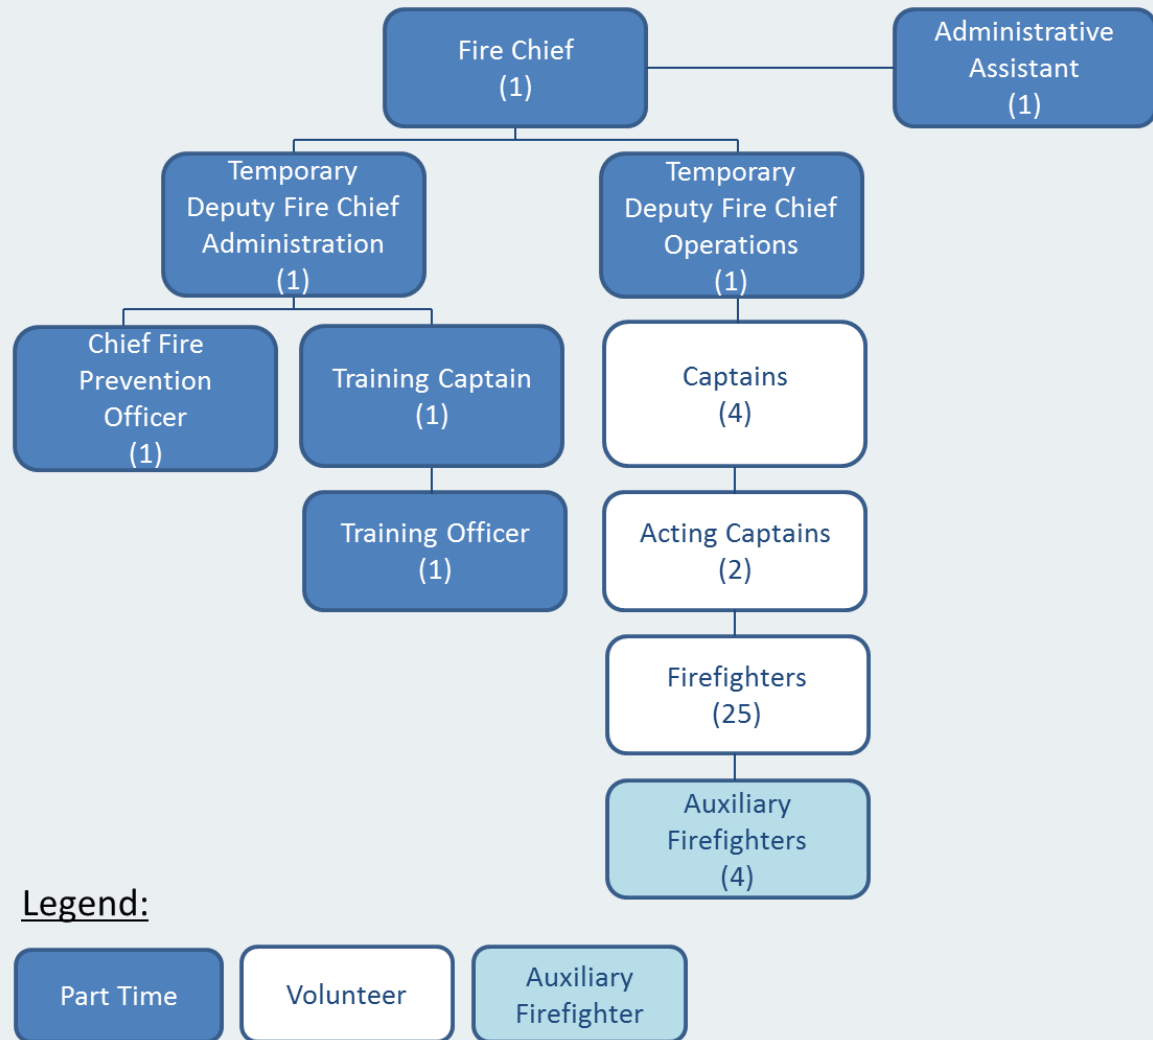 Fire Chief
(1)
Administrative
Assistant
(1)
Temporary
Deputy Fire Chief
Administration
(1)
Temporary
Deputy Fire Chief
Operations
(1)
Chief Fire
Prevention
Officer
(1)
Training Captain
(1)
Captains
(4)
Training Officer
(1)
Acting Captains
(2)
Firefighters
(25)
Auxiliary
Firefighters
(4)
Legend:
Part Time
Volunteer
Auxiliary
Firefighter